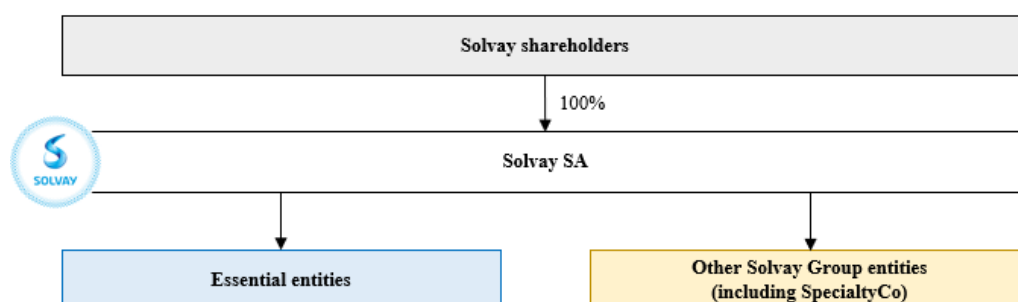 Solvay shareholders
100%
Solvay SA
SOLVAY
Essential entities
Other Solvay Group entities
(including SpecialtyCo)